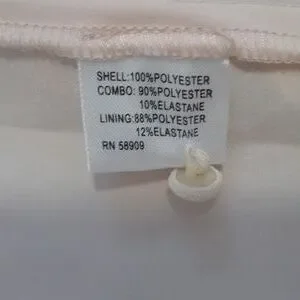 SHELL:100%POLYESTER
COMBO: 90%POLYESTER
10%ELASTANE
LINING:88%POLYESTER
12%ELASTANE
RN 58909